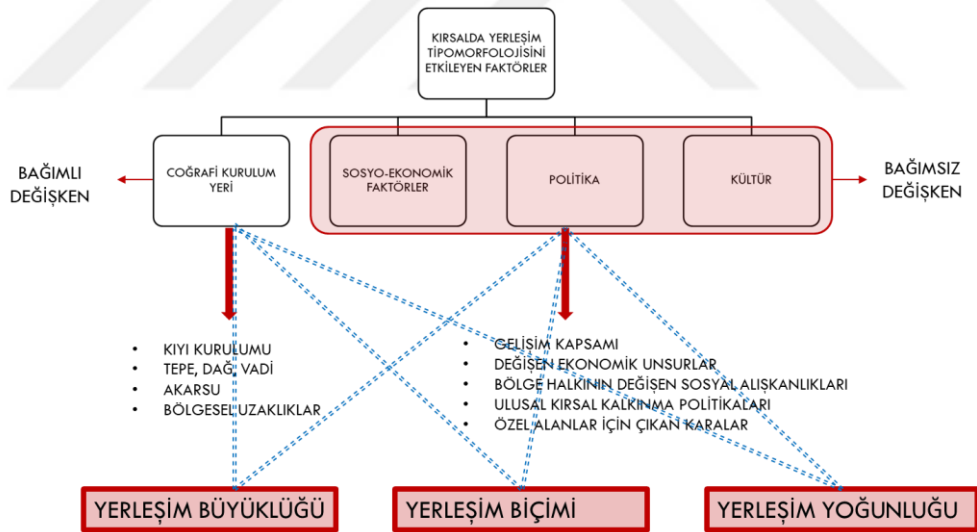 KIRSALDA YERLEŞİM
TİPOMORFOLOJİSİNİ
ETKİLEYEN FAKTÖRLER
BAĞIMLI
DEĞİŞKEN
COĞRAFİ KURULUM
YERİ
SOSYO-EKONOMİK
FAKTÖRLER
POLİTİKA
KÜLTÜR
BAĞIMSIZ
DEĞİŞKEN
• KIYI KURULUMU
• TEPE, DAĞ, VADİ
• AKARSU
• BÖLGESEL UZAKLIKLAR
• GELİŞİM KAPSAMI
• DEĞİŞEN EKONOMİK UNSURLAR
• BÖLGE HALKININ DEĞİŞEN SOSYAL ALIŞKANLIKLARI
• ULUSAL KIRSAL KALKINMA POLİTİKALARI
• ÖZEL ALANLAR İÇİN ÇIKAN KARALAR
YERLEŞİM BÜYÜKLÜĞÜ
YERLEŞİM BİÇİMİ
YERLEŞİM YOĞUNLUĞU